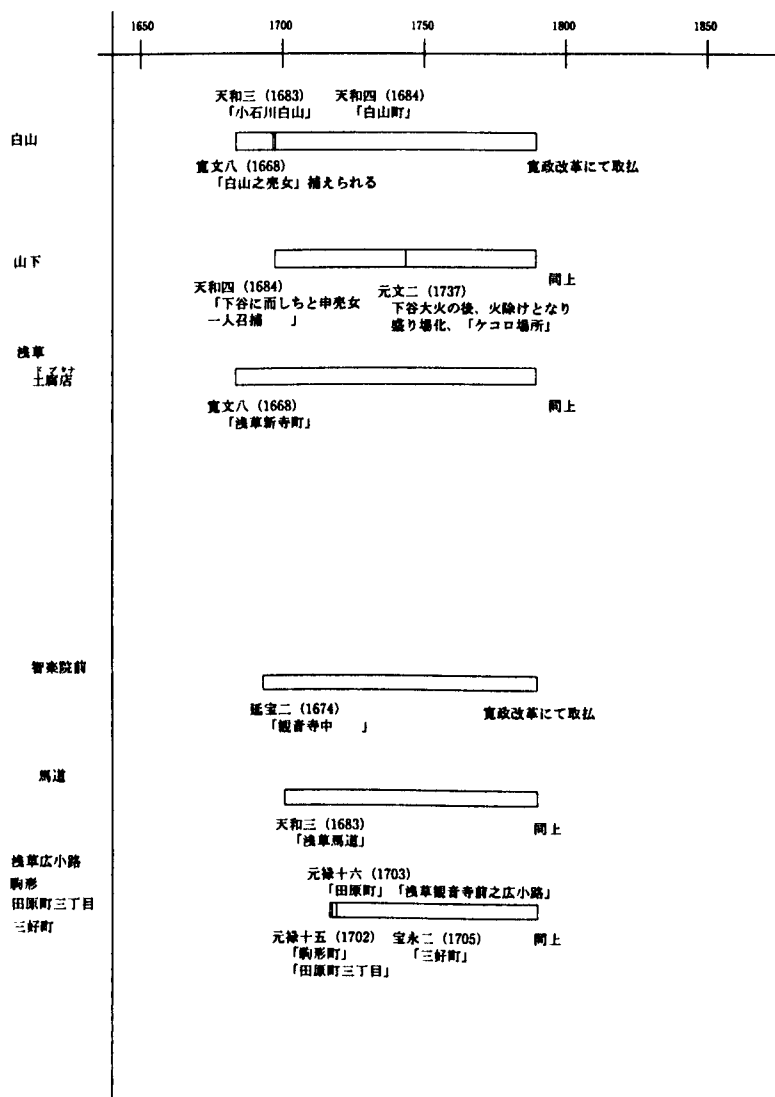 1650 1700 1750 1800 1850
天和三(1683) 天和四(1684)
「小石川白山」 「白山町」
白山
寛文八(1668) 寛政改革にて取払
「白山之売女」捕えられる
山下
同上
天和四(1684) 元文二(1737)
「下谷に而しちと申売女 下谷大火の後、火除けとなり
一人召捕 」 盛り場化、「ケコロ場所」
浅草
ドブタナ
土腐店
寛文八(1668) 同上
「浅草新寺町」
智楽院前
延宝二(1674) 寛政改革にて取払
「観音寺中 」
馬道
天和三(1683) 同上
「浅草馬道」
浅草広小路
元禄十六(1703)
駒形
「田原町」「浅草観音寺前之広小路」
田原町三丁目
三好町
元禄十五(1702) 宝永二(1705) 同上
「駒形町」 「三好町」
「田原町三丁目」